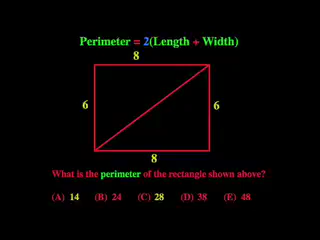 Perimeter = 2(Length + Width)
8
6
6
8
What is the perimeter of the rectangle shown above?
(A) 14 (B) 24 (C) 28 (D) 38 (E) 48